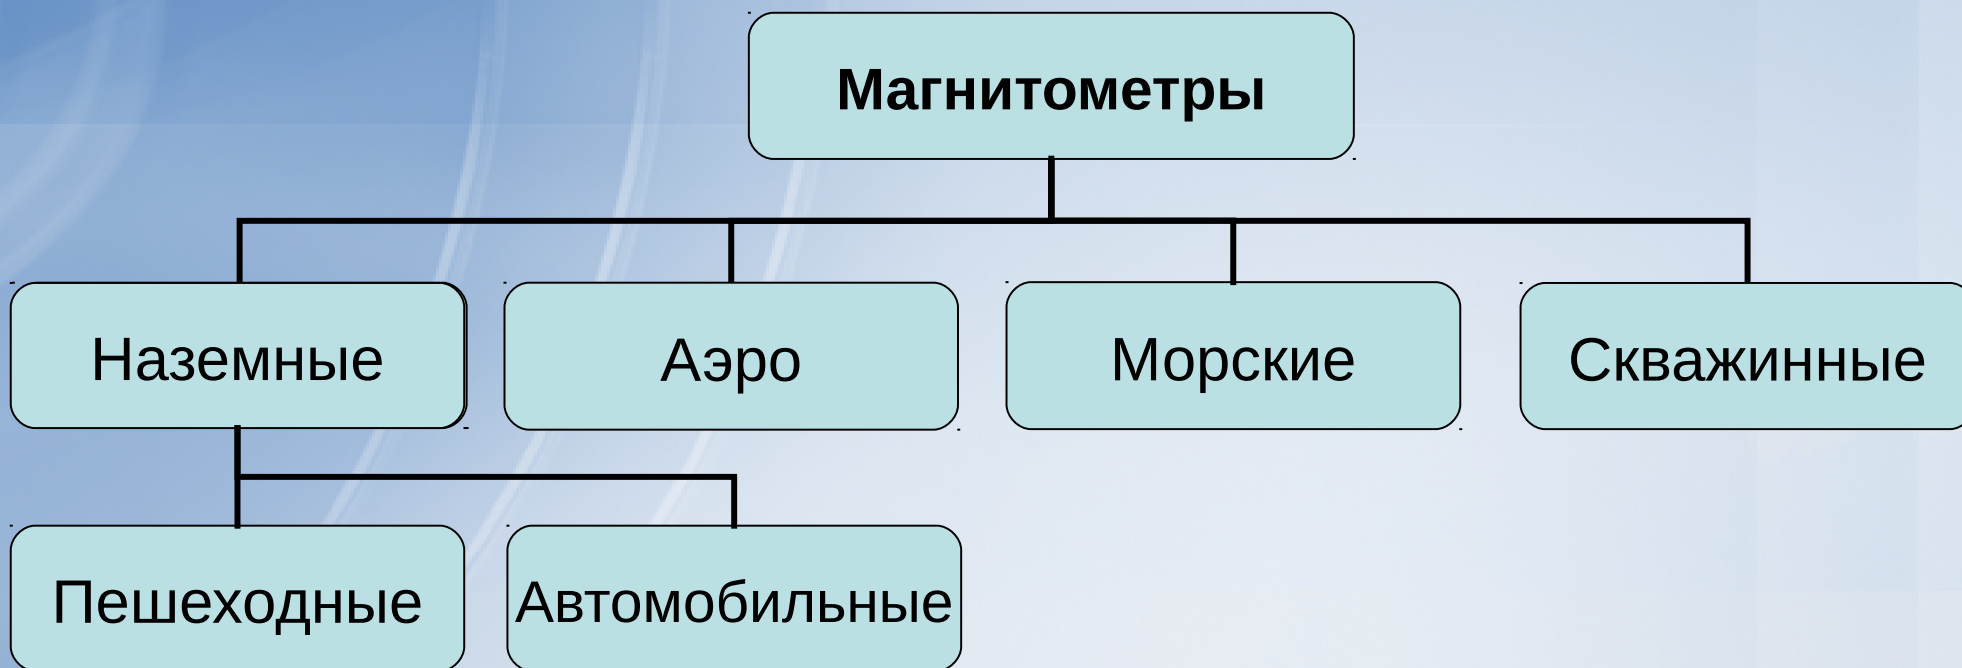 Магнитометры
Наземные
Аэро
Морские
Скважинные
Пешеходные
Автомобильные